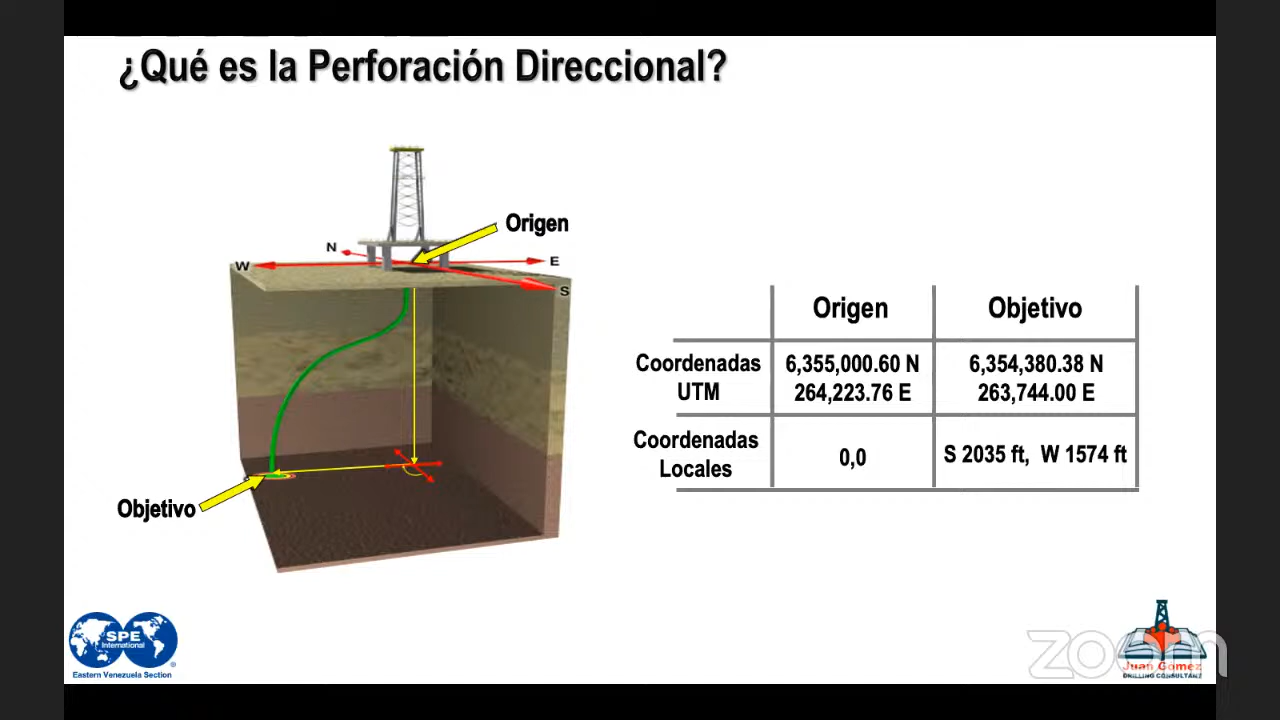 ¿Qué es la Perforación Direccional?
Origen
N
W
E
S
Objetivo
Origen
Objetivo
Coordenadas
UTM
6,355,000.60 N
264,223.76 E
6,354,380.38 N
263,744.00 E
Coordenadas
Locales
0,0
S 2035 ft, W 1574 ft
SPE
International
Eastern Venezuela Section
zoom
Juan Gómez
DRILLING CONSULTANT